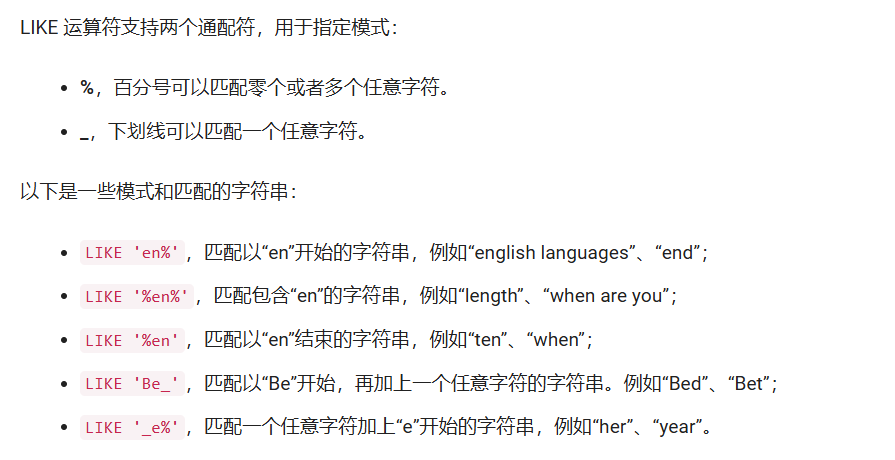 LIKE 运算符支持两个通配符，用于指定模式：
• %，百分号可以匹配零个或者多个任意字符。
• _，下划线可以匹配一个任意字符。
以下是一些模式和匹配的字符串：
• LIKE 'en%'，匹配以“en”开始的字符串，例如“english languages”、“end”；
• LIKE '%en%'，匹配包含“en”的字符串，例如“length”、“when are you”；
• LIKE '%en'，匹配以“en”结束的字符串，例如“ten”、“when”；
• LIKE 'Be_'，匹配以“Be”开始，再加上一个任意字符的字符串。例如“Bed”、“Bet”；
• LIKE '_e%'，匹配一个任意字符加上“e”开始的字符串，例如“her”、“year”。